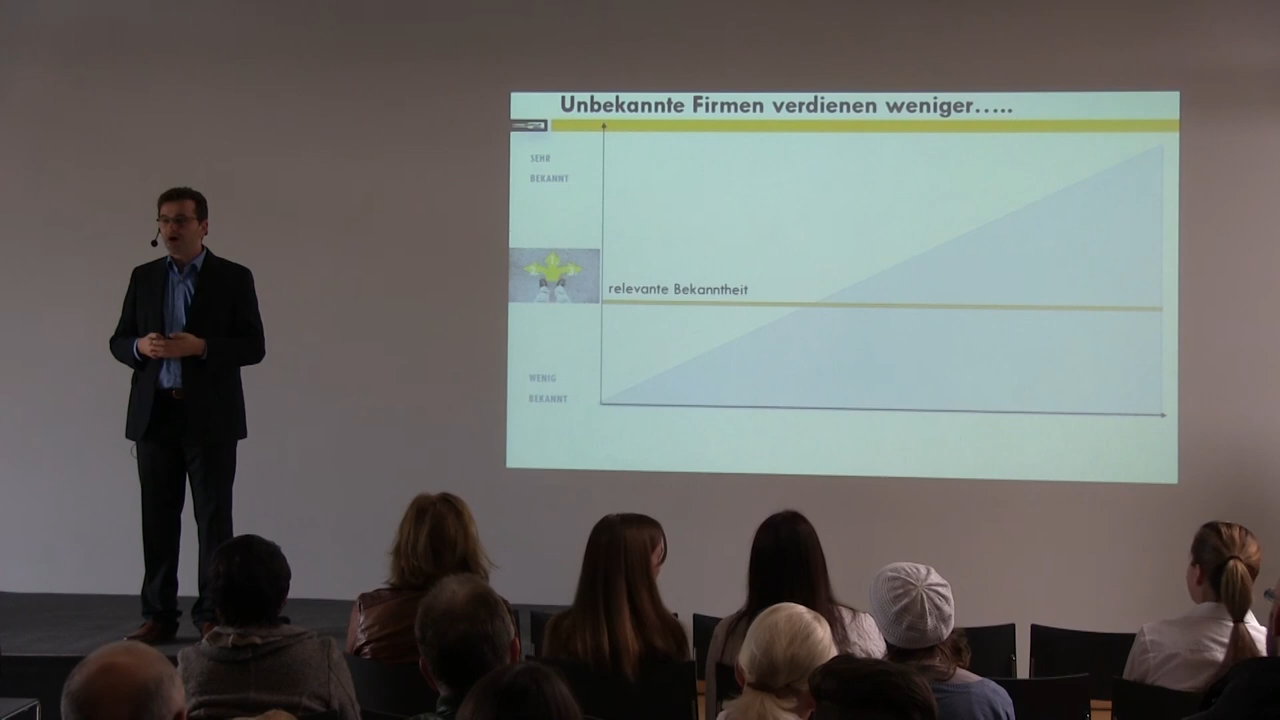 Unbekannte Firmen verdienen weniger.....
SEHR
BEKANNT
relevante Bekanntheit
WENIG
BEKANNT